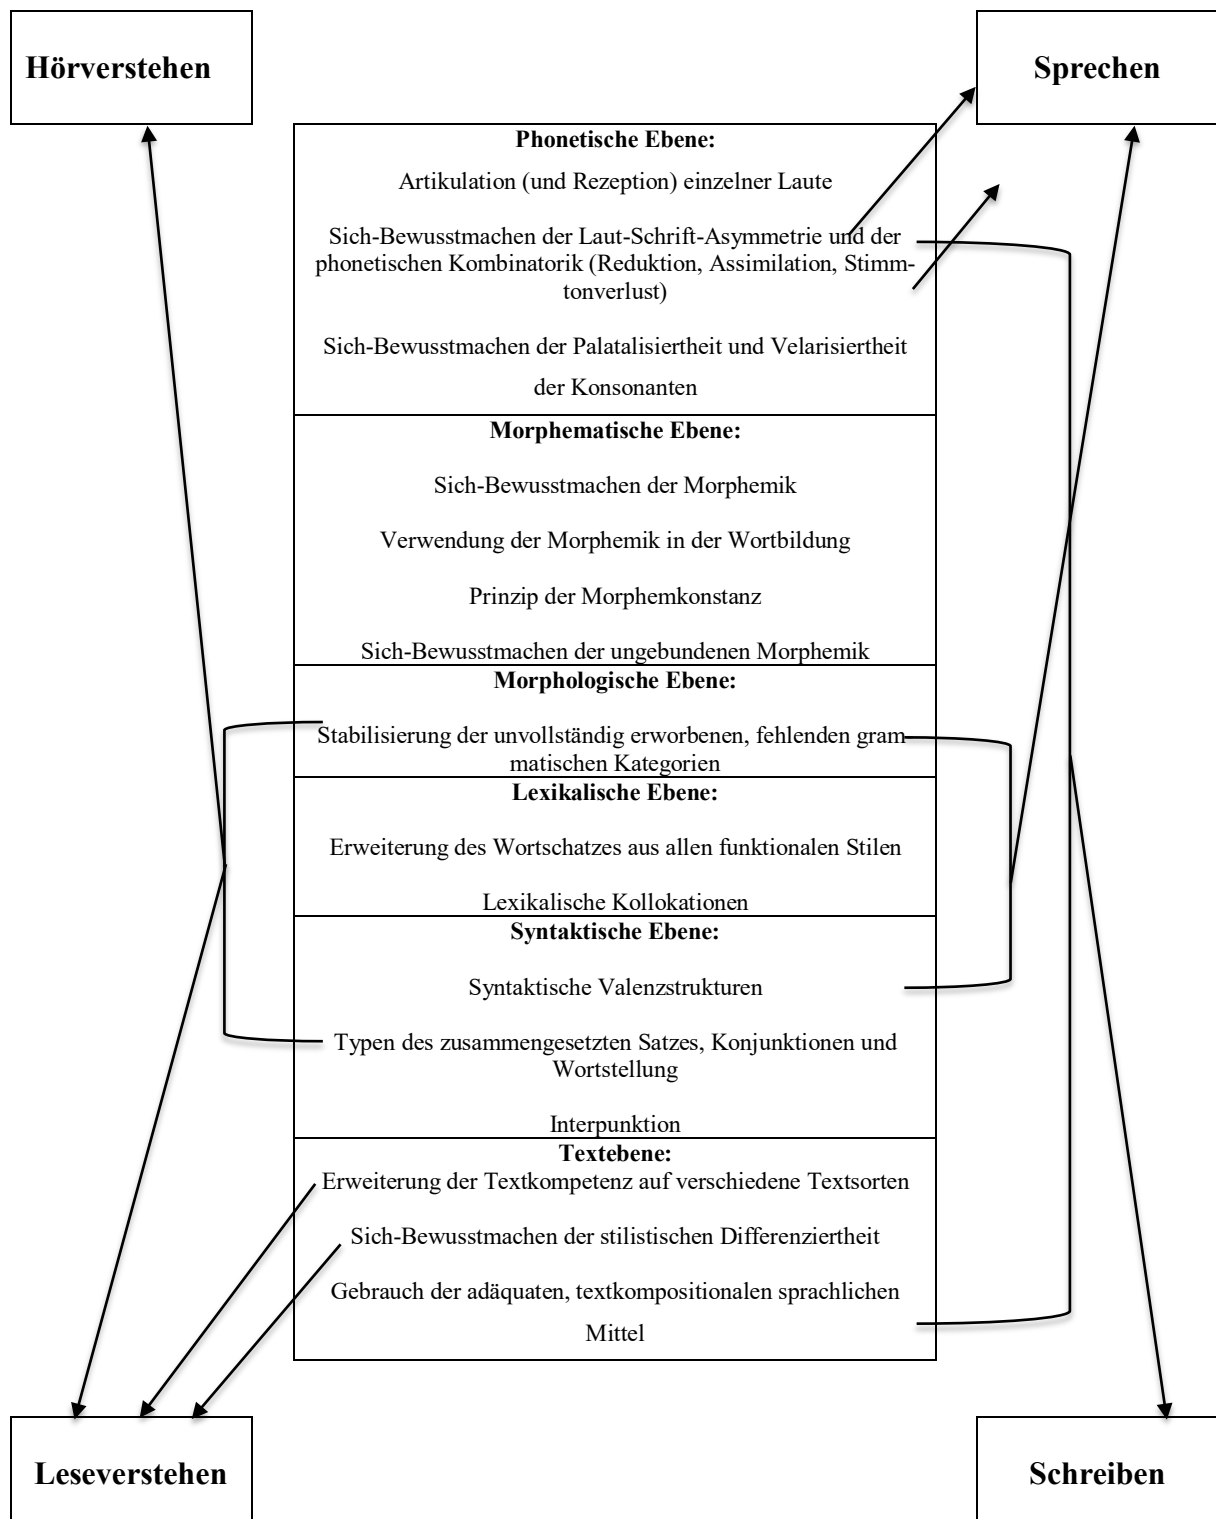 Hörverstehen
Sprechen
Phonetische Ebene:
Artikulation (und Rezeption) einzelner Laute
Sich-Bewusstmachen der Laut-Schrift-Asymmetrie und der
phonetischen Kombinatorik (Reduktion, Assimilation, Stimm-
tonverlust)
Sich-Bewusstmachen der Palatalisiertheit und Velarisiertheit
der Konsonanten
Morphematische Ebene:
Sich-Bewusstmachen der Morphemik
Verwendung der Morphemik in der Wortbildung
Prinzip der Morphemkonstanz
Sich-Bewusstmachen der ungebundenen Morphemik
Morphologische Ebene:
Stabilisierung der unvollständig erworbenen, fehlenden gram-
matischen Kategorien
Lexikalische Ebene:
Erweiterung des Wortschatzes aus allen funktionalen Stilen
Lexikalische Kollokationen
Syntaktische Ebene:
Syntaktische Valenzstrukturen
Typen des zusammengesetzten Satzes, Konjunktionen und
Wortstellung
Interpunktion
Textebene:
Erweiterung der Textkompetenz auf verschiedene Textsorten
Sich-Bewusstmachen der stilistischen Differenziertheit
Gebrauch der adäquaten, textkompositionalen sprachlichen
Mittel
Leseverstehen
Schreiben